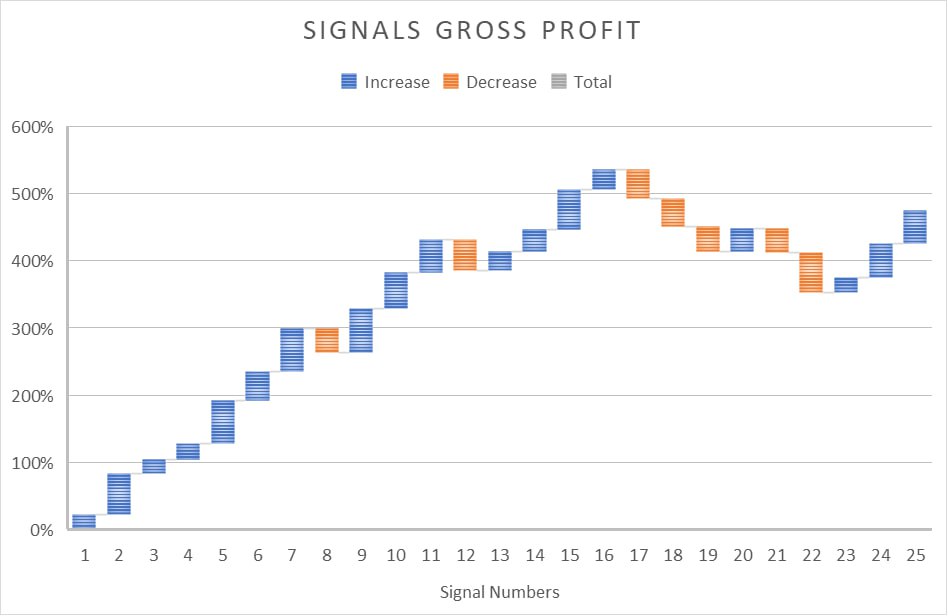 SIGNALS GROSS PROFIT
Increase Decrease Total
600%
500%
400%
300%
200%
100%
0%
1 2 3 4 5 6 7 8 9 10 11 12 13 14 15 16 17 18 19 20 21 22 23 24 25
Signal Numbers